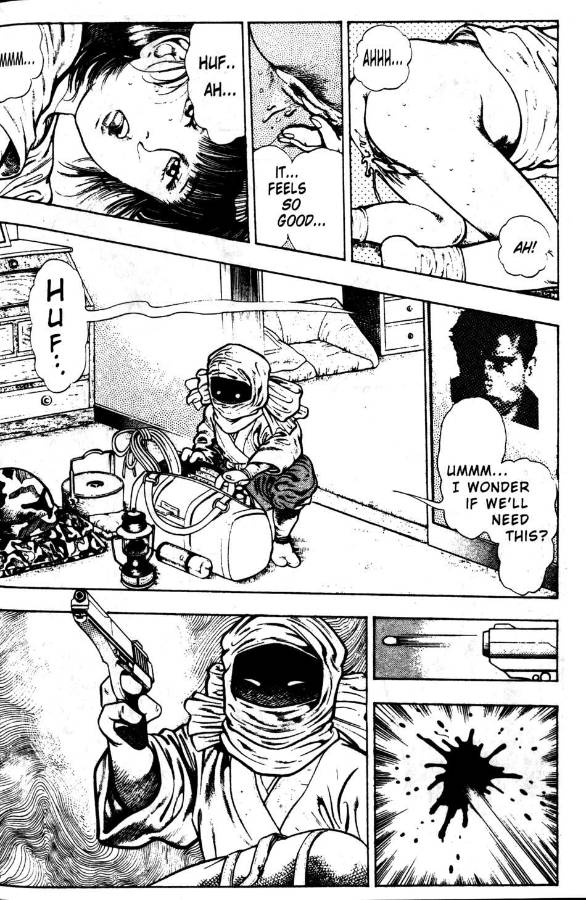 MMM...
HUF..
AH...
IT...
FEELS
SO
GOOD...
AHHH...
AH!
HUF...
UMMM...
I WONDER
IF WE'LL
NEED
THIS?